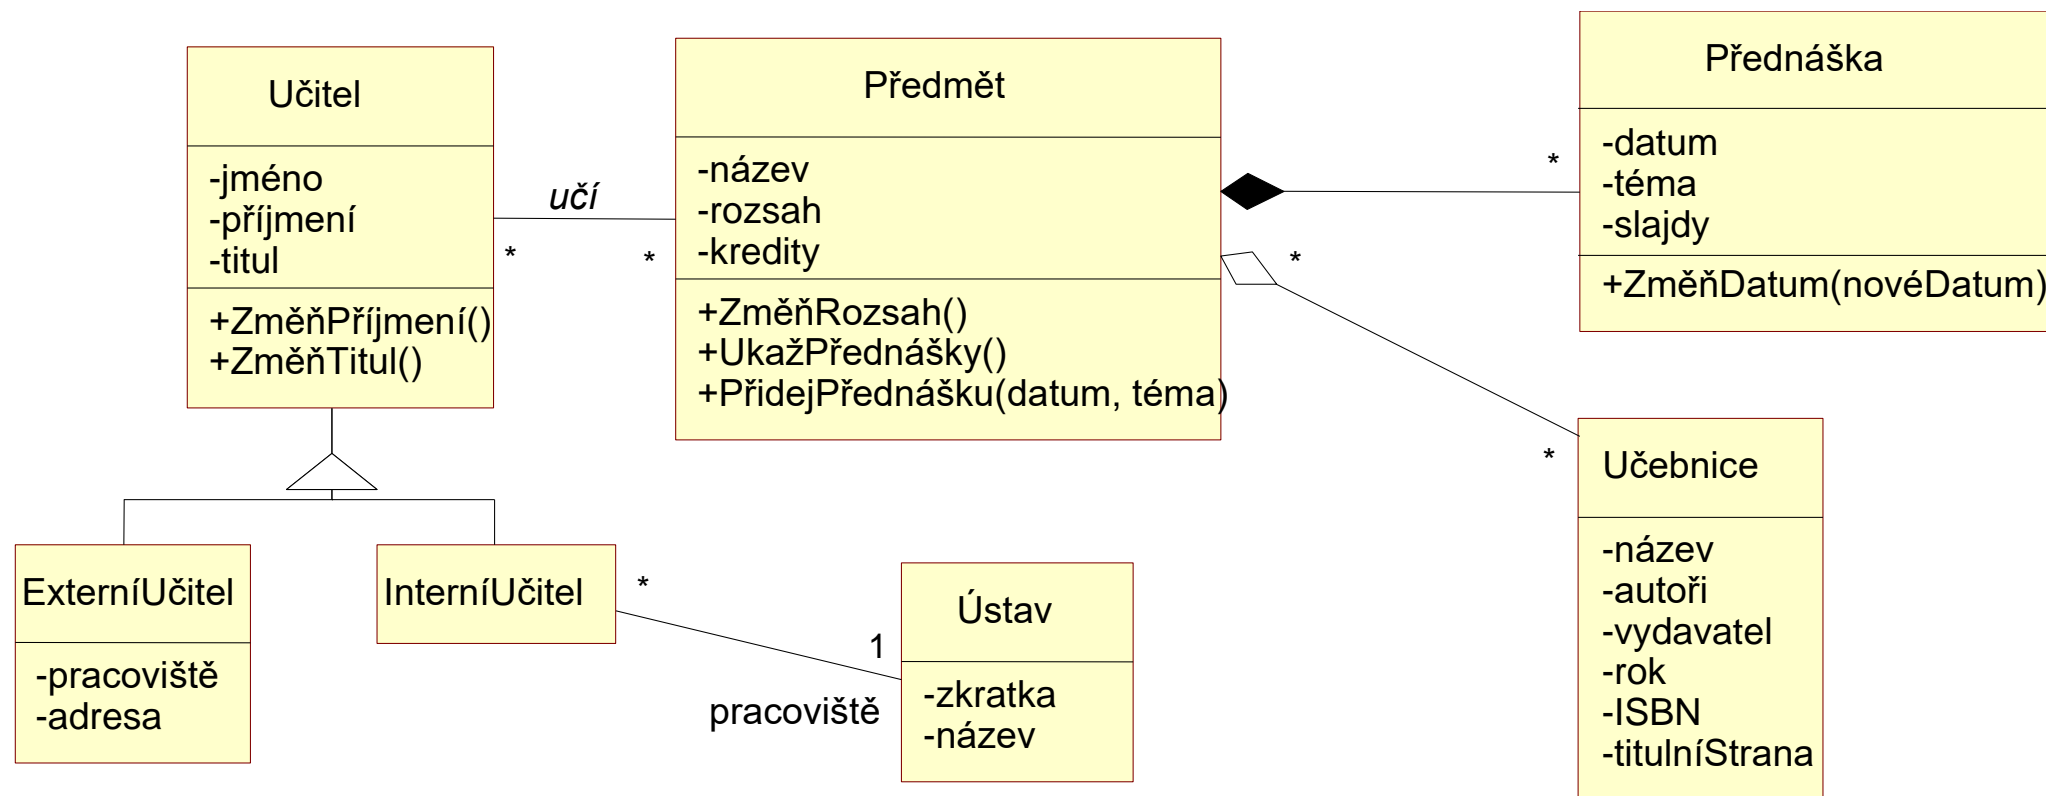 Učitel
-jméno
-příjmení
-titul
+ZměňPříjmení()
+ZměňTitul()
učí
*
*
Předmět
-název
-rozsah
-kredity
+ZměňRozsah()
+UkažPřednášky()
+PřidejPřednášku(datum, téma)
*
Přednáška
-datum
-téma
-slajdy
+ZměňDatum(novéDatum)
*
*
Učebnice
-název
-autoři
-vydavatel
-rok
-ISBN
-titulníStrana
ExterníUčitel
-pracoviště
-adresa
InterníUčitel
*
1
pracoviště
Ústav
-zkratka
-název